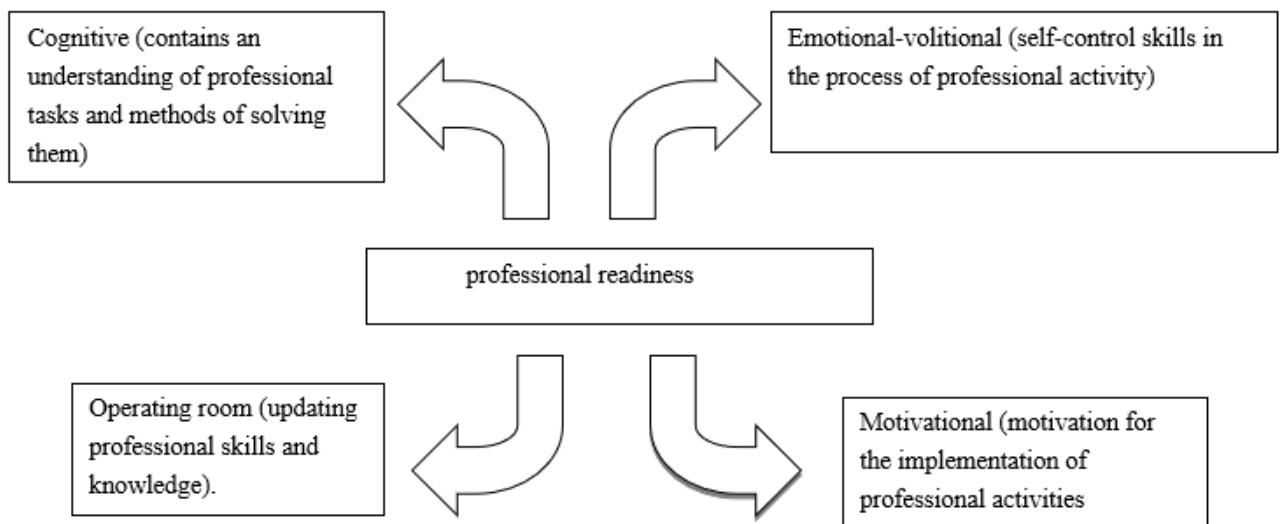 Cognitive (contains an
understanding of professional
tasks and methods of solving
them)
Emotional-volitional (self-control skills in
the process of professional activity)
professional readiness
Operating room (updating
professional skills and
knowledge).
Motivational (motivation for
the implementation of
professional activities